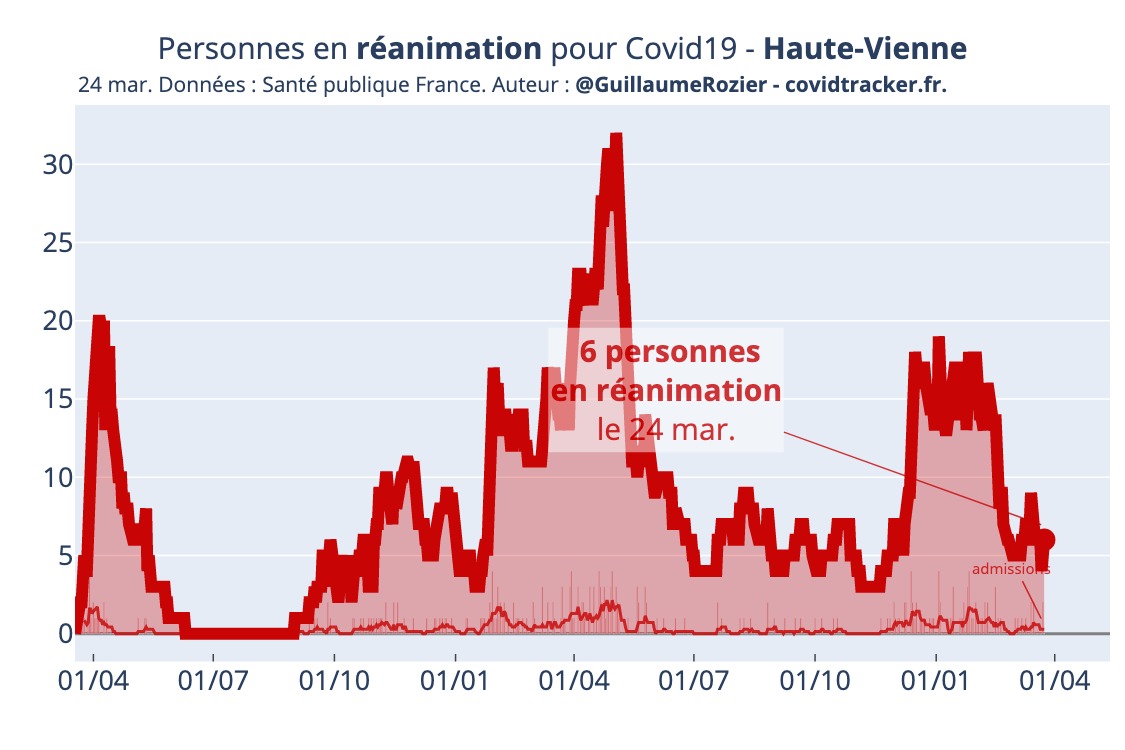 Personnes en réanimation pour Covid19 - Haute-Vienne
24 mar. Données : Santé publique France. Auteur : @GuillaumeRozier - covidtracker.fr.
30
25
20
15
10
5
0
6 personnes
en réanimation
le 24 mar.
admissions
01/04 01/07 01/10 01/01 01/04 01/07 01/10 01/01 01/04